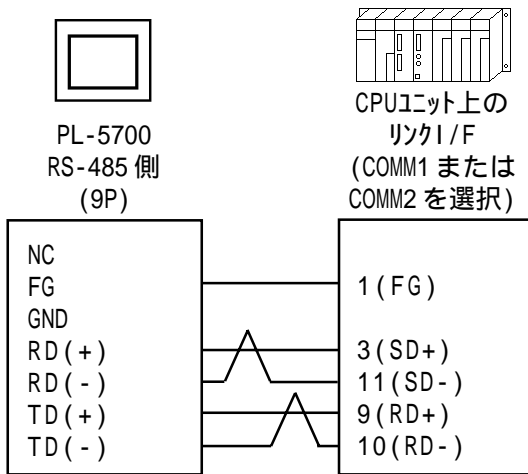 PL-5700
RS-485 側
(9P)
CPUユニット上の
リンクI/F
(COMM1 または
COMM2 を選択)
NC
FG
GND
RD(+)
RD(-)
TD(+)
TD(-)
1(FG)
3(SD+)
11(SD-)
9(RD+)
10(RD-)